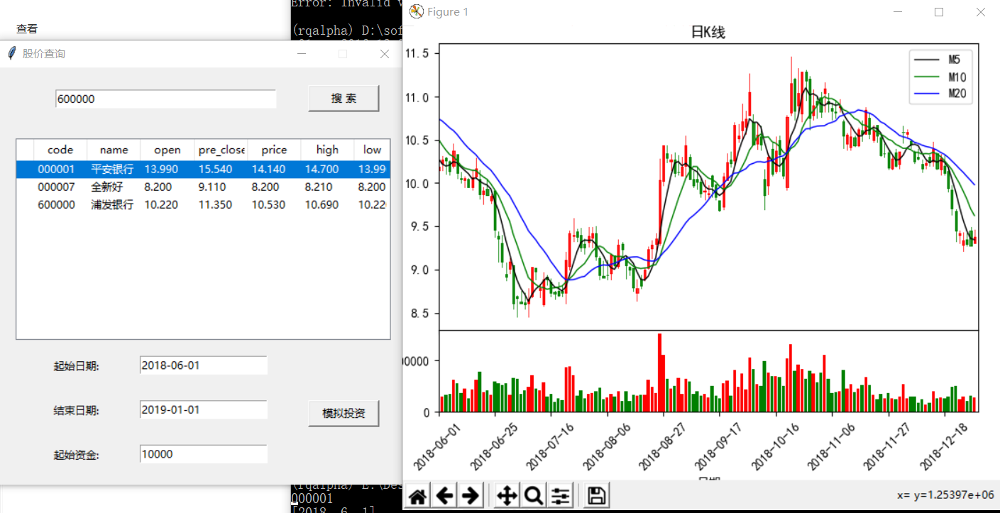 Error: Invalid v
查看
(rqalpha) D:\sof
股价查询
600000
搜 索
code name open pre_close price high low
000001 平安银行 13.990 15.540 14.140 14.700 13.99
000007 全新好 8.200 9.110 8.200 8.210 8.200
600000 浦发银行 10.220 11.350 10.530 10.690 10.22
起始日期: 2018-06-01
结束日期: 2019-01-01
模拟投资
起始资金: 10000
000001
[2018, 6, 1]
Figure 1
日K线
M5
M10
M20
11.5
11.0
10.5
10.0
9.5
9.0
8.5
00000
0
2018-06-01
2018-06-25
2018-07-16
2018-08-06
2018-08-27
2018-09-17
2018-10-16
2018-11-06
2018-11-27
2018-12-18
日期
x= y=1.25397e+06